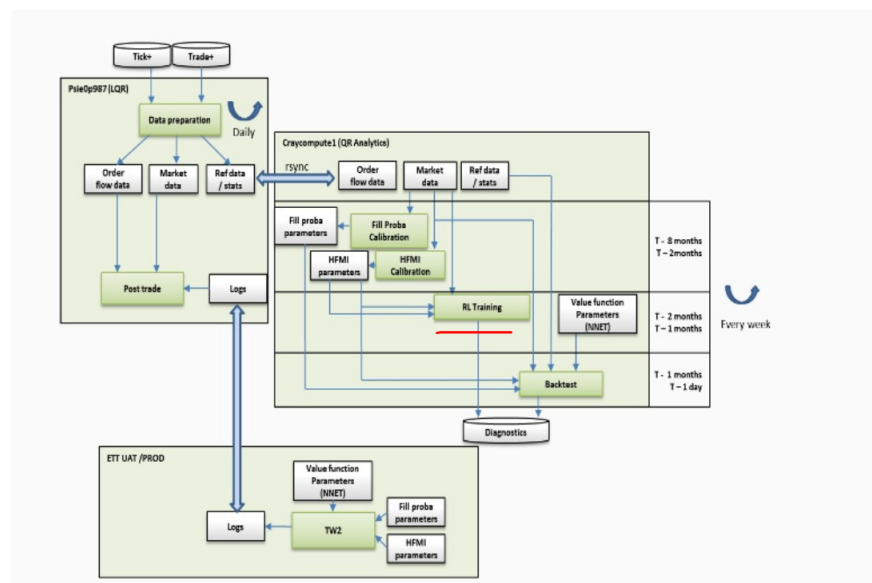 Tick+
Trade+
Psie0p987 (LQR)
Data preparation
Daily
Order
flow data
Market
data
Ref data
/ stats
Post trade
Logs
rsync
Craycompute1 (QR Analytics)
Order
flow data
Market
data
Ref data
/ stats
Fill proba
parameters
Fill Proba
Calibration
HFMI
parameters
HFMI
Calibration
T - 8 months
T – 2months
RL Training
Value function
Parameters
(NNET)
T - 2 months
T – 1 months
Every week
Backtest
T - 1 months
T – 1 day
Diagnostics
ETT UAT /PROD
Value function
Parameters
(NNET)
Logs
TW2
Fill proba
parameters
HFMI
parameters